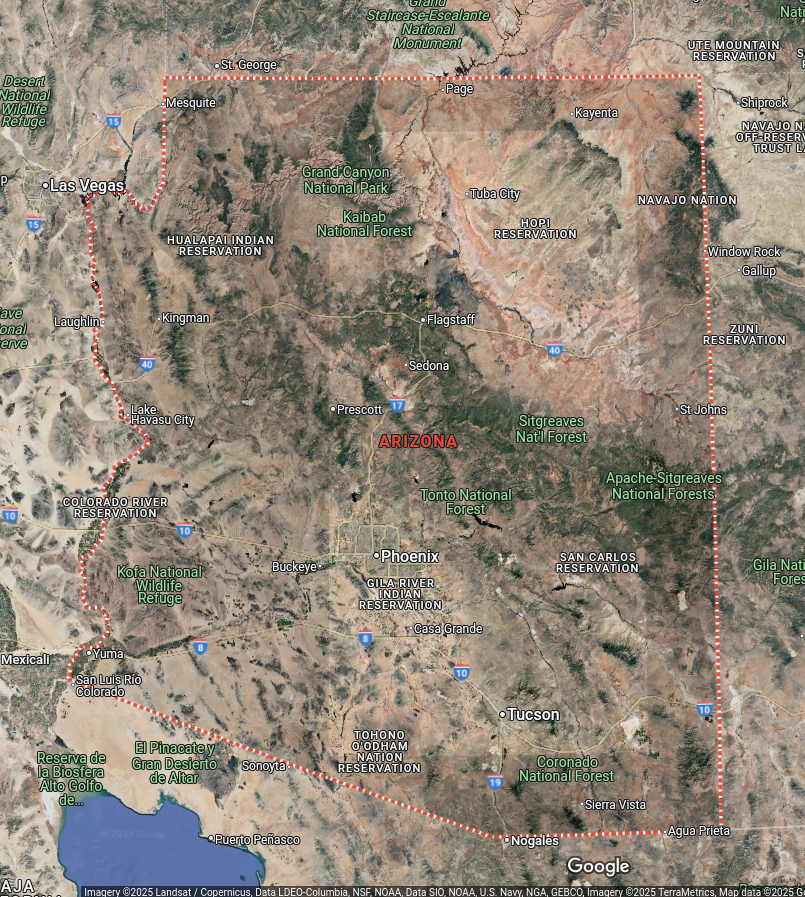 Grand
Staircase-Escalante
National
Monument
Nati
UTE MOUNTAIN
RESERVATION
St. George
Desert
National
Wildlife
Refuge
Page
Mesquite
Shiprock
Kayenta
15
NAVAJO N
OFF-RESERV
TRUST LA
Grand Canyon
National Park
Las Vegas
Tuba City
NAVAJO NATION
15
Kaibab
National Forest
HOPI
RESERVATION
HUALAPAI INDIAN
RESERVATION
Window Rock
Gallup
ave
onal
erve
Laughlin
Kingman
Flagstaff
ZUNI
RESERVATION
40
40
Sedona
17
Prescott
St Johns
Lake
Havasu City
Sitgreaves
Nat'l Forest
ARIZONA
Apache-Sitgreaves
National Forests
Tonto National
Forest
COLORADO RIVER
RESERVATION
10
10
Phoenix
Buckeye
SAN CARLOS
RESERVATION
Gila Nati
Fores
Kofa National
Wildlife
Refuge
GILA RIVER
INDIAN
RESERVATION
Casa Grande
8
8
Yuma
Mexicali
San Luis Río
Colorado
10
Tucson
10
TOHONO
O'ODHAM
NATION
RESERVATION
El Pinacate y
Gran Desierto
de Altar
Reserva de
la Biosfera
Alto Golfo
de...
Sonoyta
Coronado
National Forest
19
Sierra Vista
Agua Prieta
Nogales
© 2025 Google
Puerto Peñasco
Google
AJA
Imagery ©2025 Landsat / Copernicus, Data LDEO-Columbia, NSF, NOAA, Data SIO, NOAA, U.S. Navy, NGA, GEBCO, Imagery ©2025 TerraMetrics, Map data ©2025 G